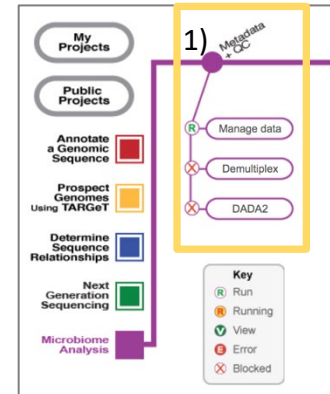 My
Projects
Public
Projects
Annotate
a Genomic
Sequence
Prospect
Genomes
Using TARGeT
Determine
Sequence
Relationships
Next
Generation
Sequencing
Microbiome
Analysis
1)
Metadata
+ QC
R Manage data
X Demultiplex
X DADA2
Key
R Run
R Running
V View
E Error
X Blocked